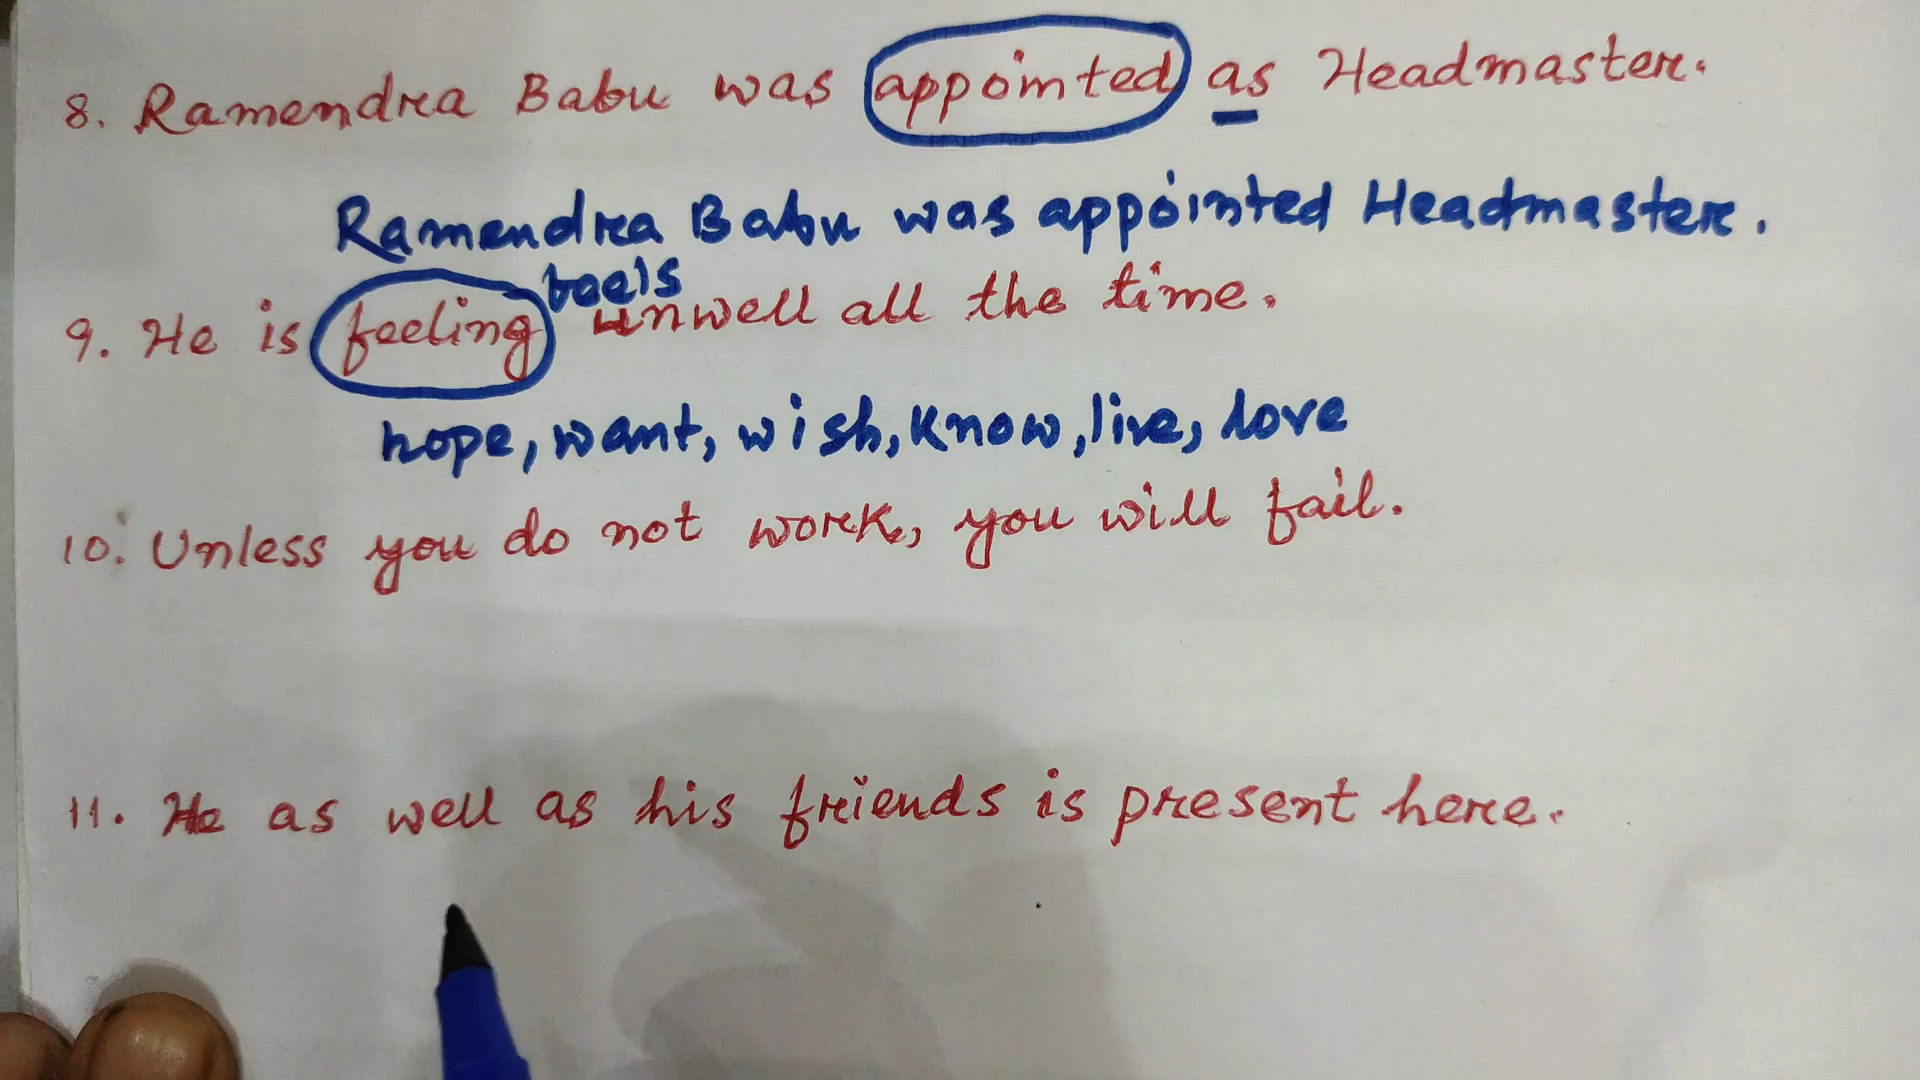 8. Ramendra Babu was appointed as Headmaster.
Ramendra Babu was appointed Headmaster.
feels
9. He is feeling unwell all the time.
hope, want, wish, know, live, love
10. Unless you do not work, you will fail.
11. He as well as his friends is present here.